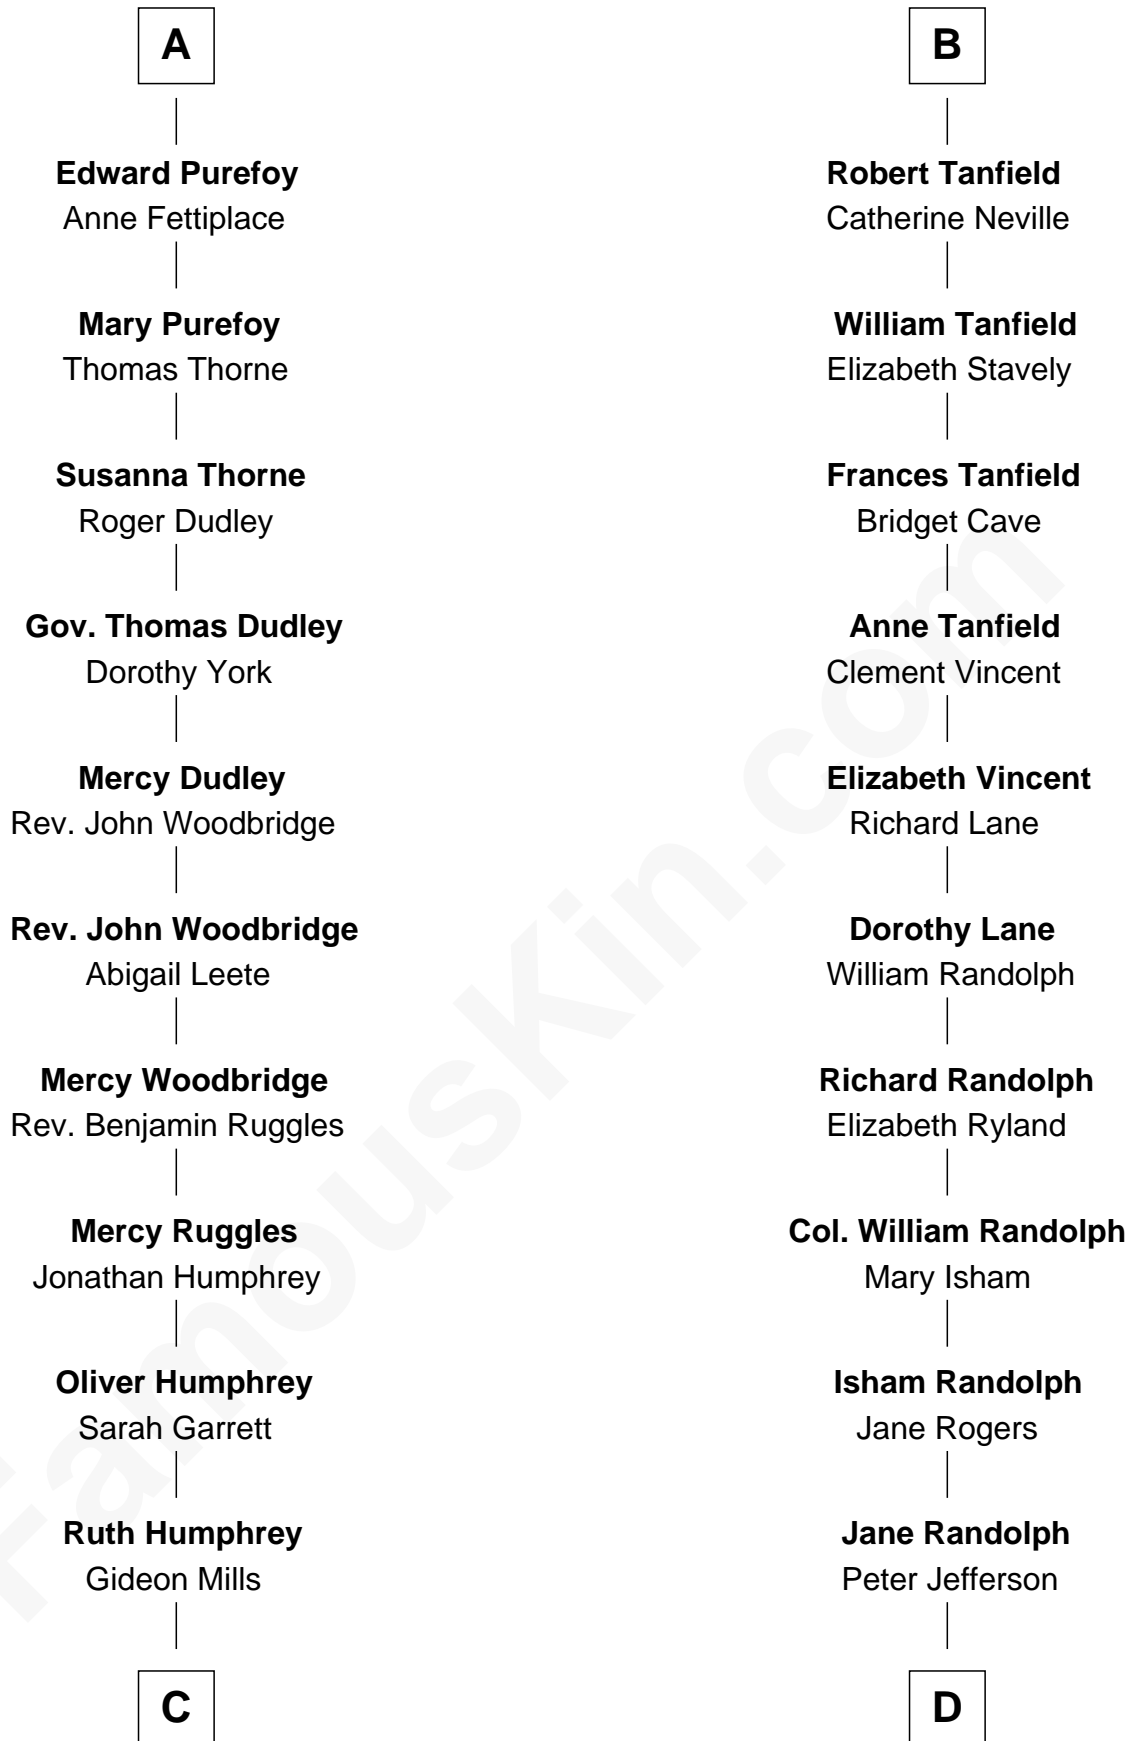 A
Edward Purefoy
Anne Fettiplace
Mary Purefoy
Thomas Thorne
Susanna Thorne
Roger Dudley
Gov. Thomas Dudley
Dorothy York
Mercy Dudley
Rev. John Woodbridge
Rev. John Woodbridge
Abigail Leete
Mercy Woodbridge
Rev. Benjamin Ruggles
Mercy Ruggles
Jonathan Humphrey
Oliver Humphrey
Sarah Garrett
Ruth Humphrey
Gideon Mills
C
B
Robert Tanfield
Catherine Neville
William Tanfield
Elizabeth Stavely
Frances Tanfield
Bridget Cave
Anne Tanfield
Clement Vincent
Elizabeth Vincent
Richard Lane
Dorothy Lane
William Randolph
Richard Randolph
Elizabeth Ryland
Col. William Randolph
Mary Isham
Isham Randolph
Jane Rogers
Jane Randolph
Peter Jefferson
D
FamousKin.com